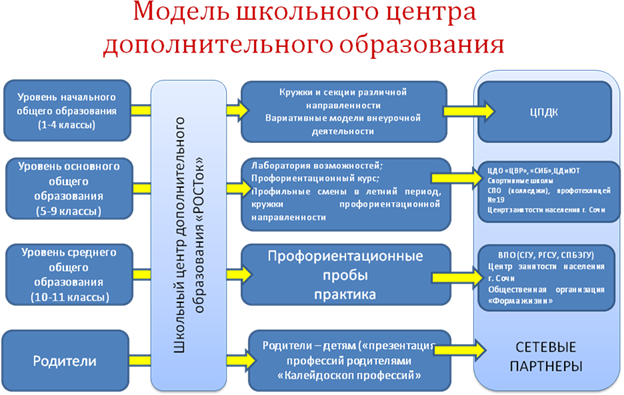 Модель школьного центра
дополнительного образования
Уровень начального
общего образования
(1-4 классы)
Уровень основного
общего
образования
(5-9 классы)
Уровень среднего
общего
образования
(10-11 классы)
Родители
Школьный центр дополнительного
образования «РОСТок»
Кружки и секции различной
направленности
Вариативные модели внеурочной
деятельности
Лаборатория возможностей;
Профориентационный курс;
Профильные смены в летний период,
кружки профориентационной
направленности
Профориентационные
пробы
практика
Родители – детям («презентация
профессий родителями
«Калейдоскоп профессий»
ЦПДК
ЦДО «ЦВР», «СИБ»,ЦДиЮТ
Спортивные школы
СПО (колледжи), профотехлицей
№19
Центр занятости населения г. Сочи
ВПО (СГУ, РГСУ, СПБЭГУ)
Центр занятости населения
г. Сочи
Общественная организация
«Форма жизни»
СЕТЕВЫЕ
ПАРТНЕРЫ